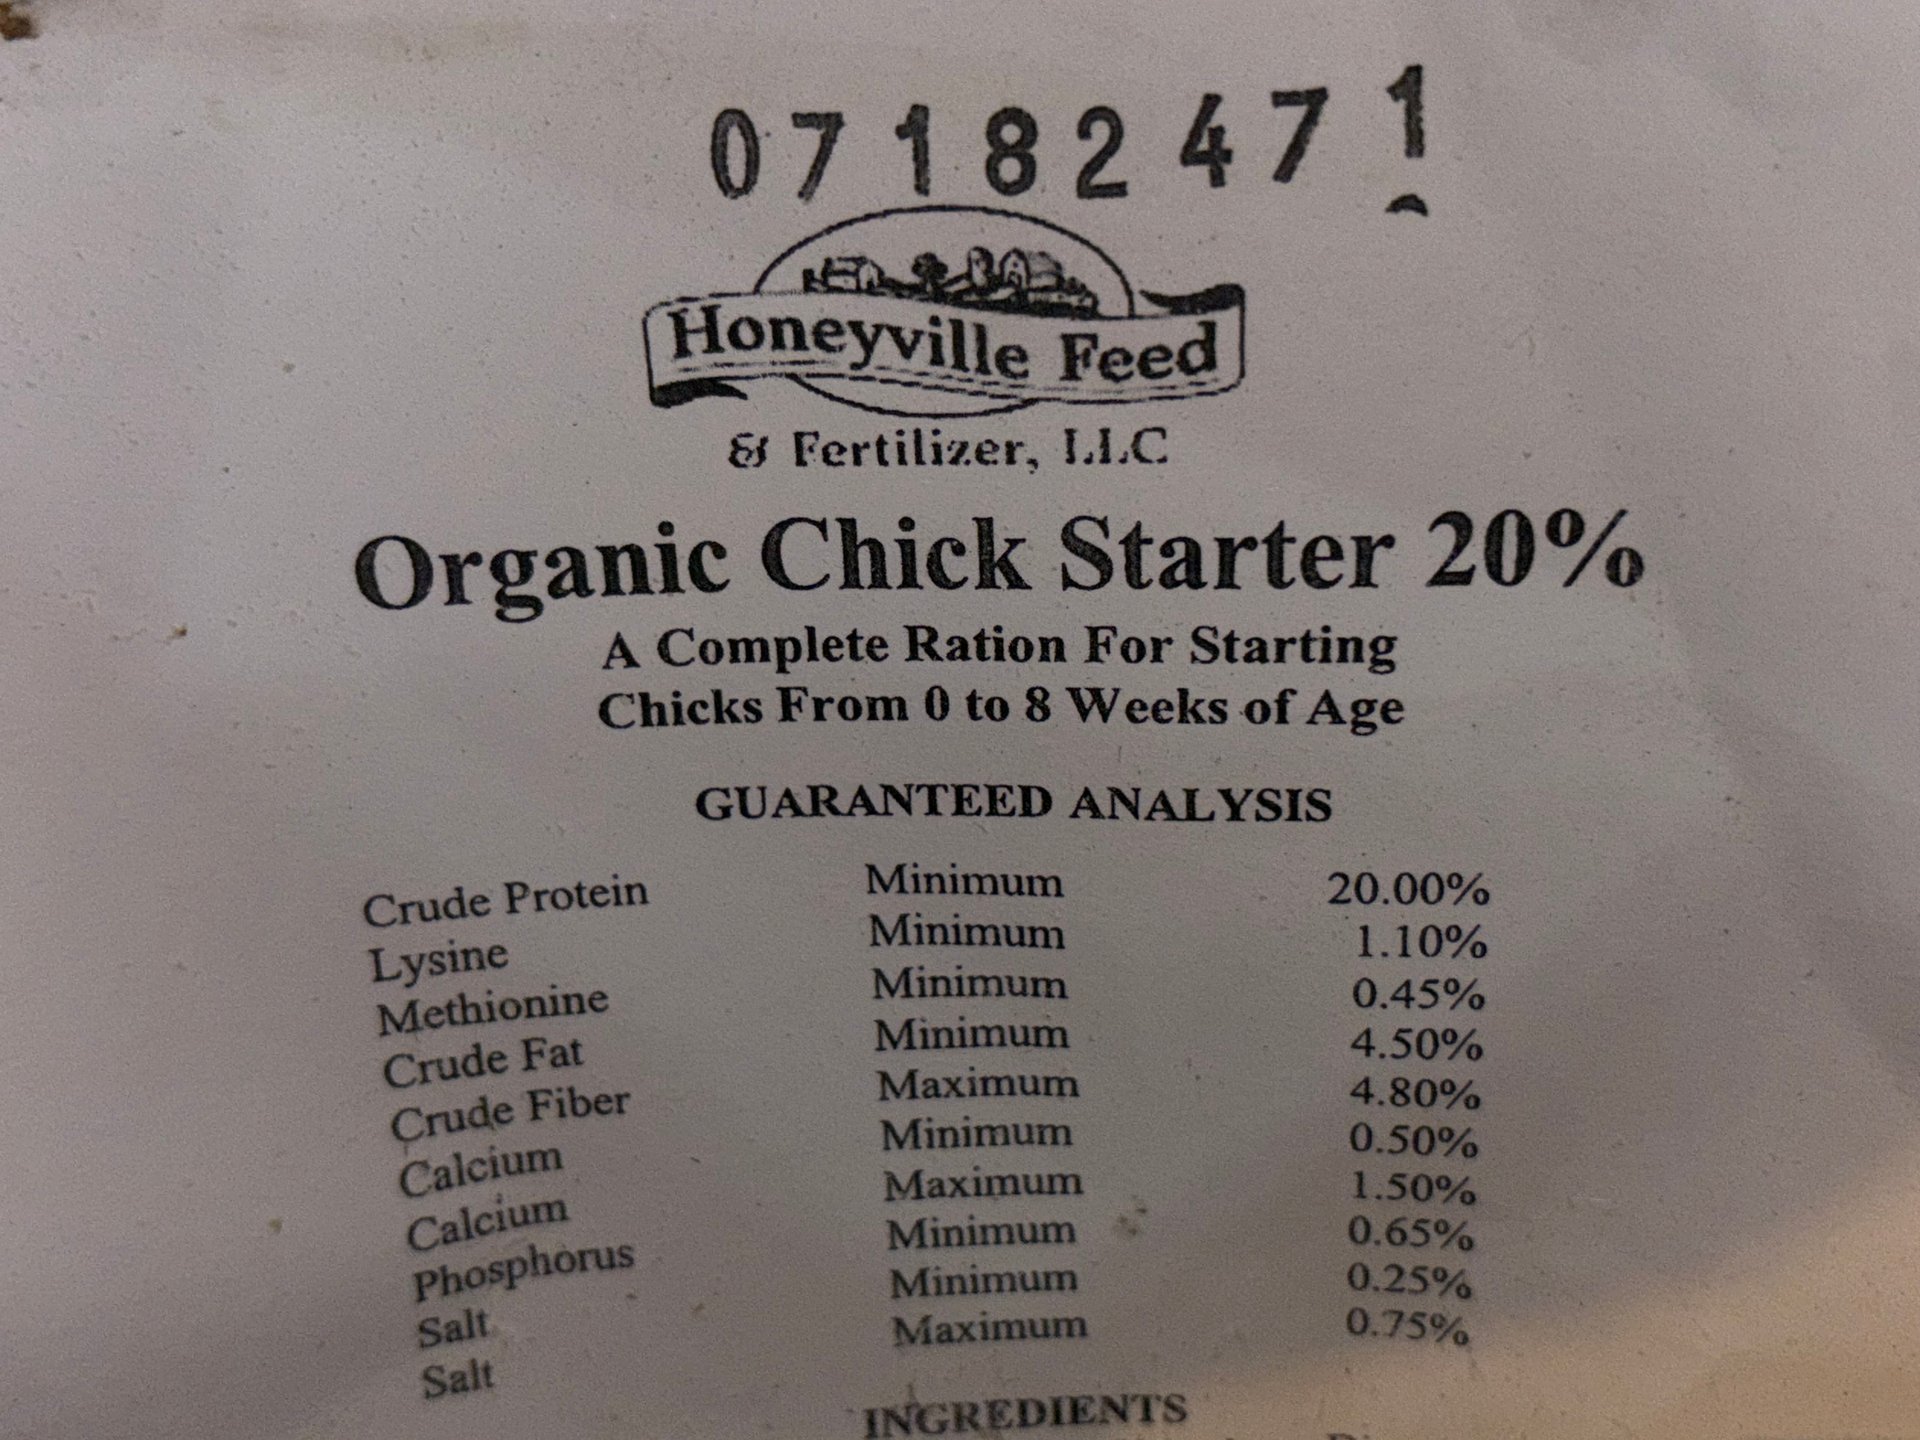 07182471
Honeyville Feed
& Fertilizer, LLC
Organic Chick Starter 20%
A Complete Ration For Starting
Chicks From 0 to 8 Weeks of Age
GUARANTEED ANALYSIS
Crude Protein Minimum 20.00%
Lysine Minimum 1.10%
Methionine Minimum 0.45%
Crude Fat Minimum 4.50%
Crude Fiber Maximum 4.80%
Calcium Minimum 0.50%
Calcium Maximum 1.50%
Phosphorus Minimum 0.65%
Salt Minimum 0.25%
Salt Maximum 0.75%
INGREDIENTS